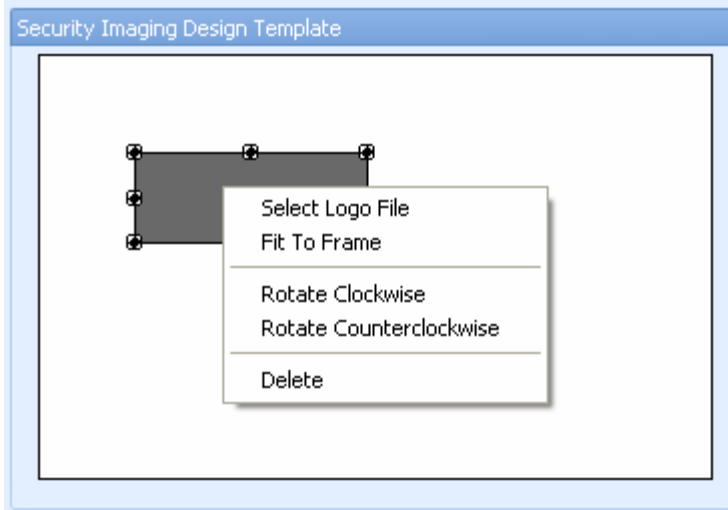 Security Imaging Design Template
Select Logo File
Fit To Frame
Rotate Clockwise
Rotate Counterclockwise
Delete